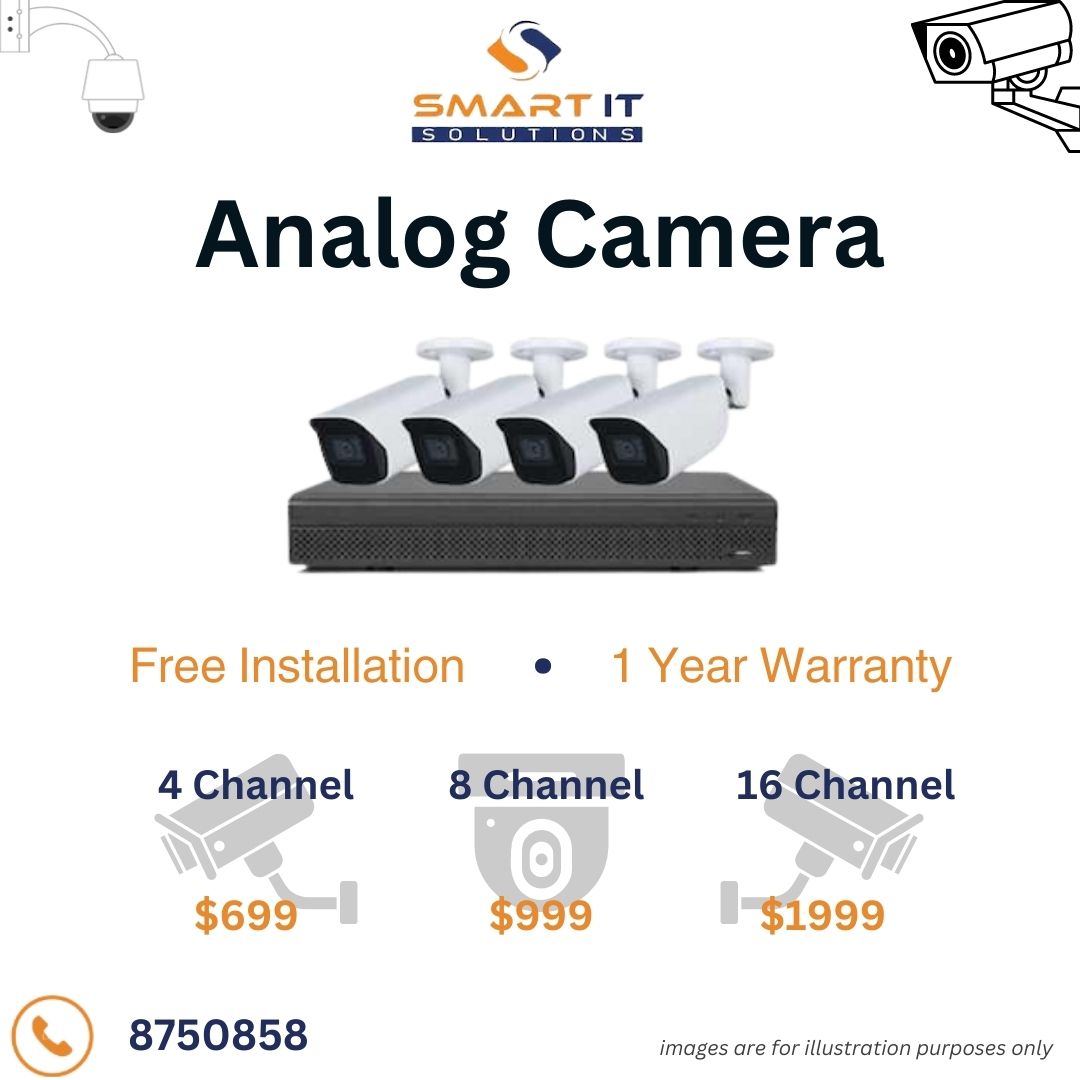 SMART IT
SOLUTIONS
Analog Camera
Free Installation • 1 Year Warranty
4 Channel 8 Channel 16 Channel
$699 $999 $1999
8750858
images are for illustration purposes only